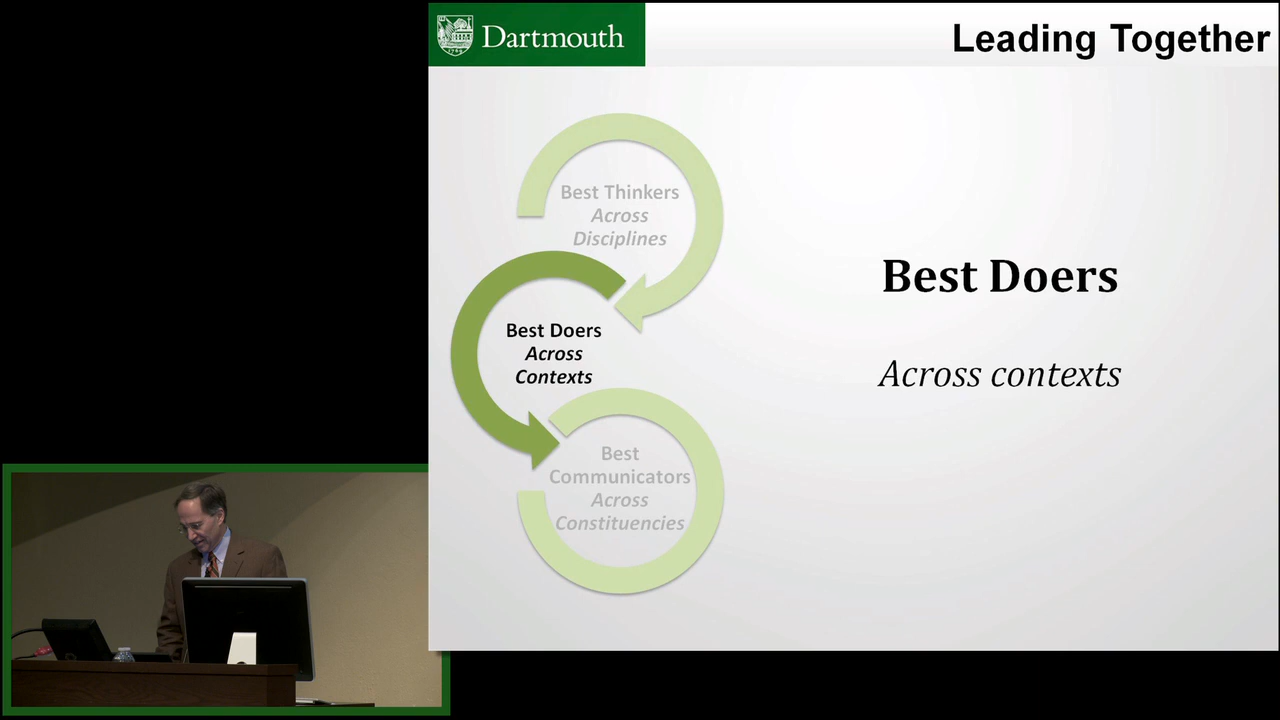 Dartmouth
Leading Together
Best Thinkers
Across
Disciplines
Best Doers
Across
Contexts
Best
Communicators
Across
Constituencies
Best Doers
Across contexts